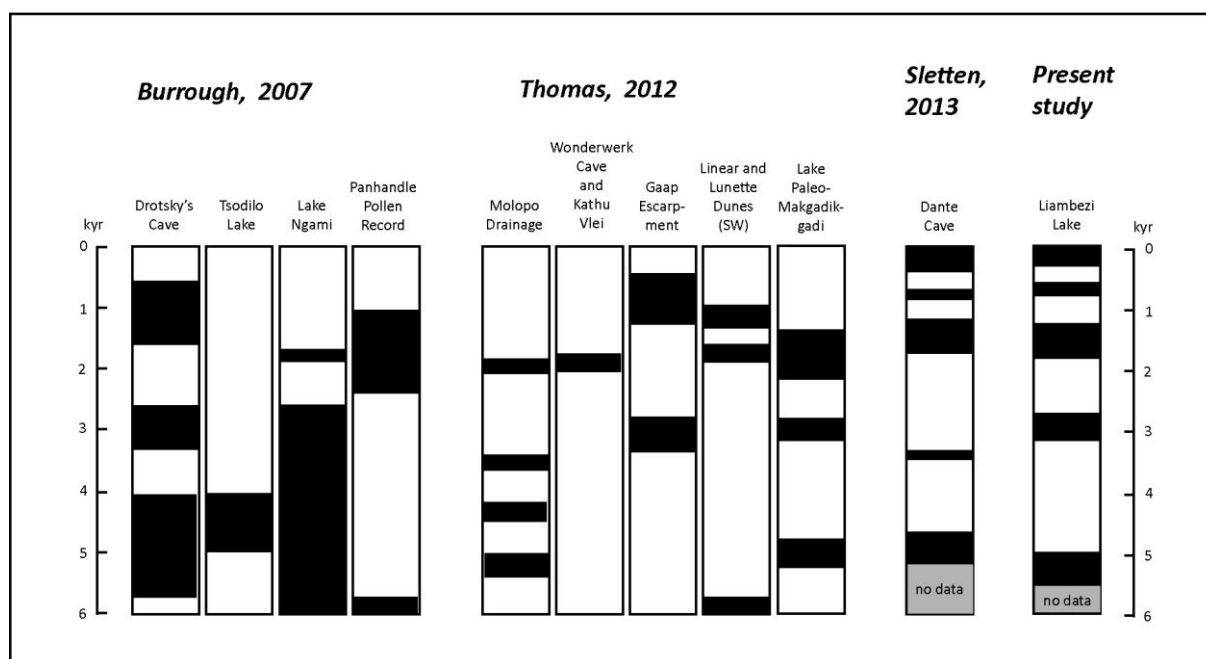 Burrough, 2007
Thomas, 2012
Sletten,
2013
Present
study
kyr
Drotsky's
Cave
Tsodilo
Lake
Lake
Ngami
Panhandle
Pollen
Record
Molopo
Drainage
Wonderwerk
Cave
and
Kathu
Vlei
Gaap
Escarp-
ment
Linear and
Lunette
Dunes
(SW)
Lake
Paleo-
Makgadik-
gadi
Dante
Cave
Liambezi
Lake
kyr
0
1
2
3
4
5
6
no data
no data
0
1
2
3
4
5
6